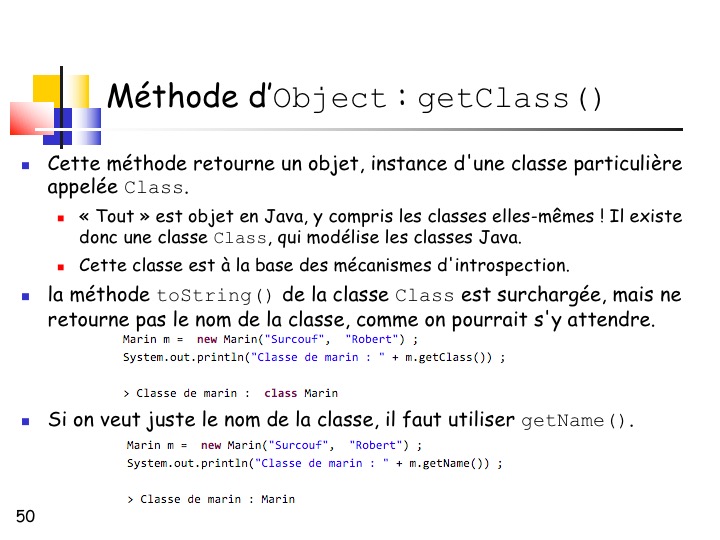 Méthode d’Object : getClass()
Cette méthode retourne un objet, instance d'une classe particulière
appelée Class.
« Tout » est objet en Java, y compris les classes elles-mêmes ! Il existe
donc une classe Class, qui modélise les classes Java.
Cette classe est à la base des mécanismes d'introspection.
la méthode toString() de la classe Class est surchargée, mais ne
retourne pas le nom de la classe, comme on pourrait s'y attendre.
Marin m = new Marin("Surcouf", "Robert") ;
System.out.println("Classe de marin : " + m.getClass()) ;
> Classe de marin : class Marin
Si on veut juste le nom de la classe, il faut utiliser getName().
Marin m = new Marin("Surcouf", "Robert") ;
System.out.println("Classe de marin : " + m.getName()) ;
> Classe de marin : Marin
50